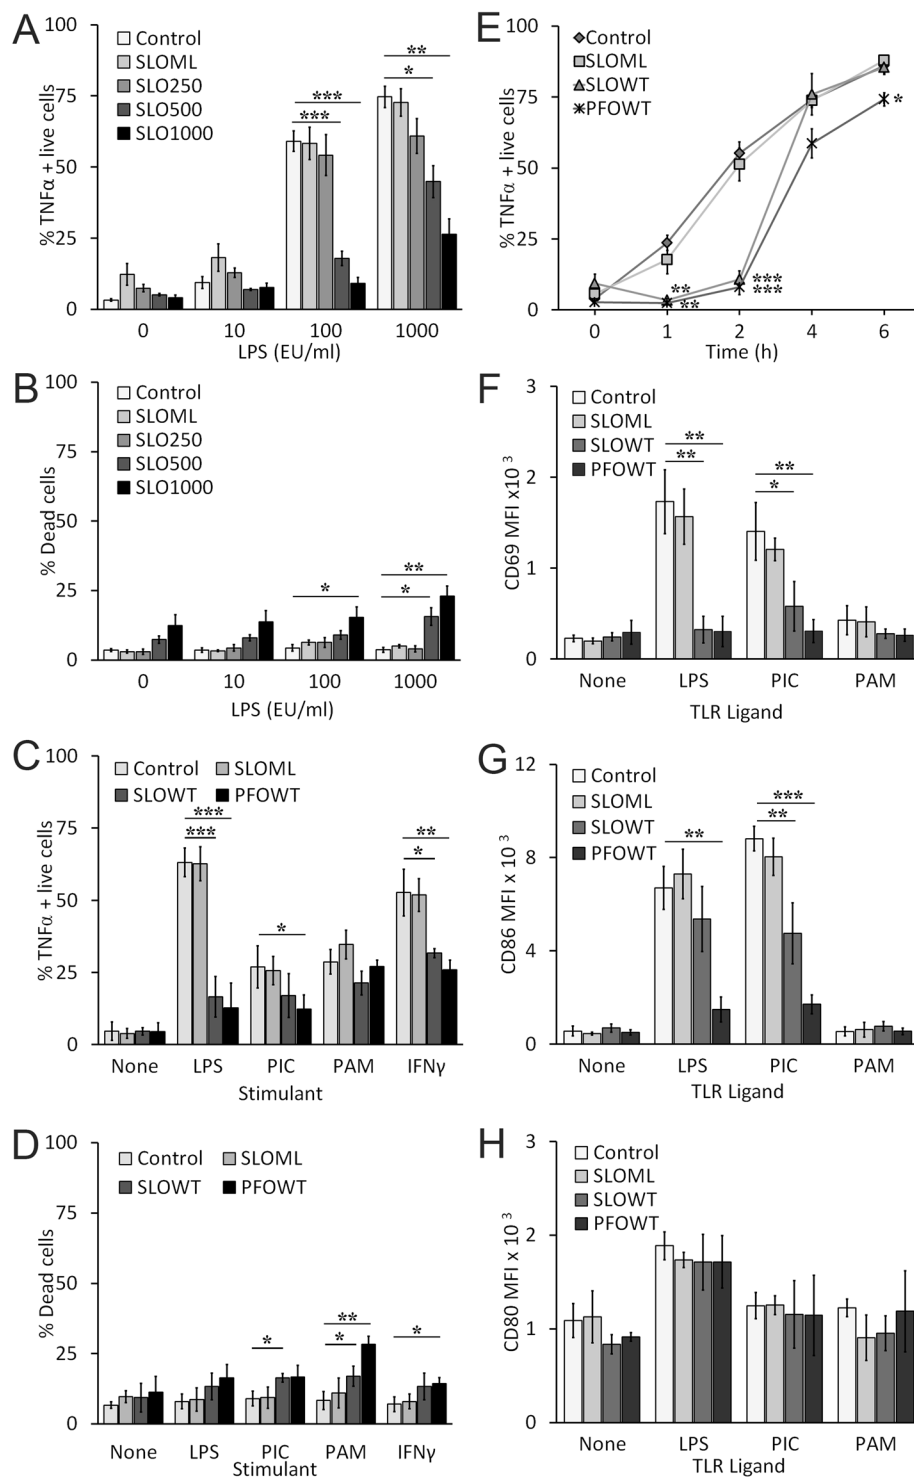 A
% TNFα + live cells
100
75
50
25
0
Control
SLOML
SLO250
SLO500
SLO1000
***
***
**
*
0 10 100 1000
LPS (EU/ml)
B
% Dead cells
100
75
50
25
0
Control
SLOML
SLO250
SLO500
SLO1000
*
**
*
0 10 100 1000
LPS (EU/ml)
C
% TNFα + live cells
100
75
50
25
0
Control SLOML
SLOWT PFOWT
***
***
*
**
*
None LPS PIC PAM IFNγ
Stimulant
D
% Dead cells
100
75
50
25
0
Control SLOML
SLOWT PFOWT
*
**
*
*
None LPS PIC PAM IFNγ
Stimulant
E
% TNFα + live cells
100
75
50
25
0
Control
SLOML
SLOWT
PFOWT
*
**
**
***
***
0 1 2 4 6
Time (h)
F
CD69 MFI x10 3
3
2
1
0
Control
SLOML
SLOWT
PFOWT
**
**
**
*
None LPS PIC PAM
TLR Ligand
G
CD86 MFI x 10 3
12
8
4
0
Control
SLOML
SLOWT
PFOWT
**
***
**
None LPS PIC PAM
TLR Ligand
H
CD80 MFI x 10 3
3
2
1
0
Control
SLOML
SLOWT
PFOWT
None LPS PIC PAM
TLR Ligand